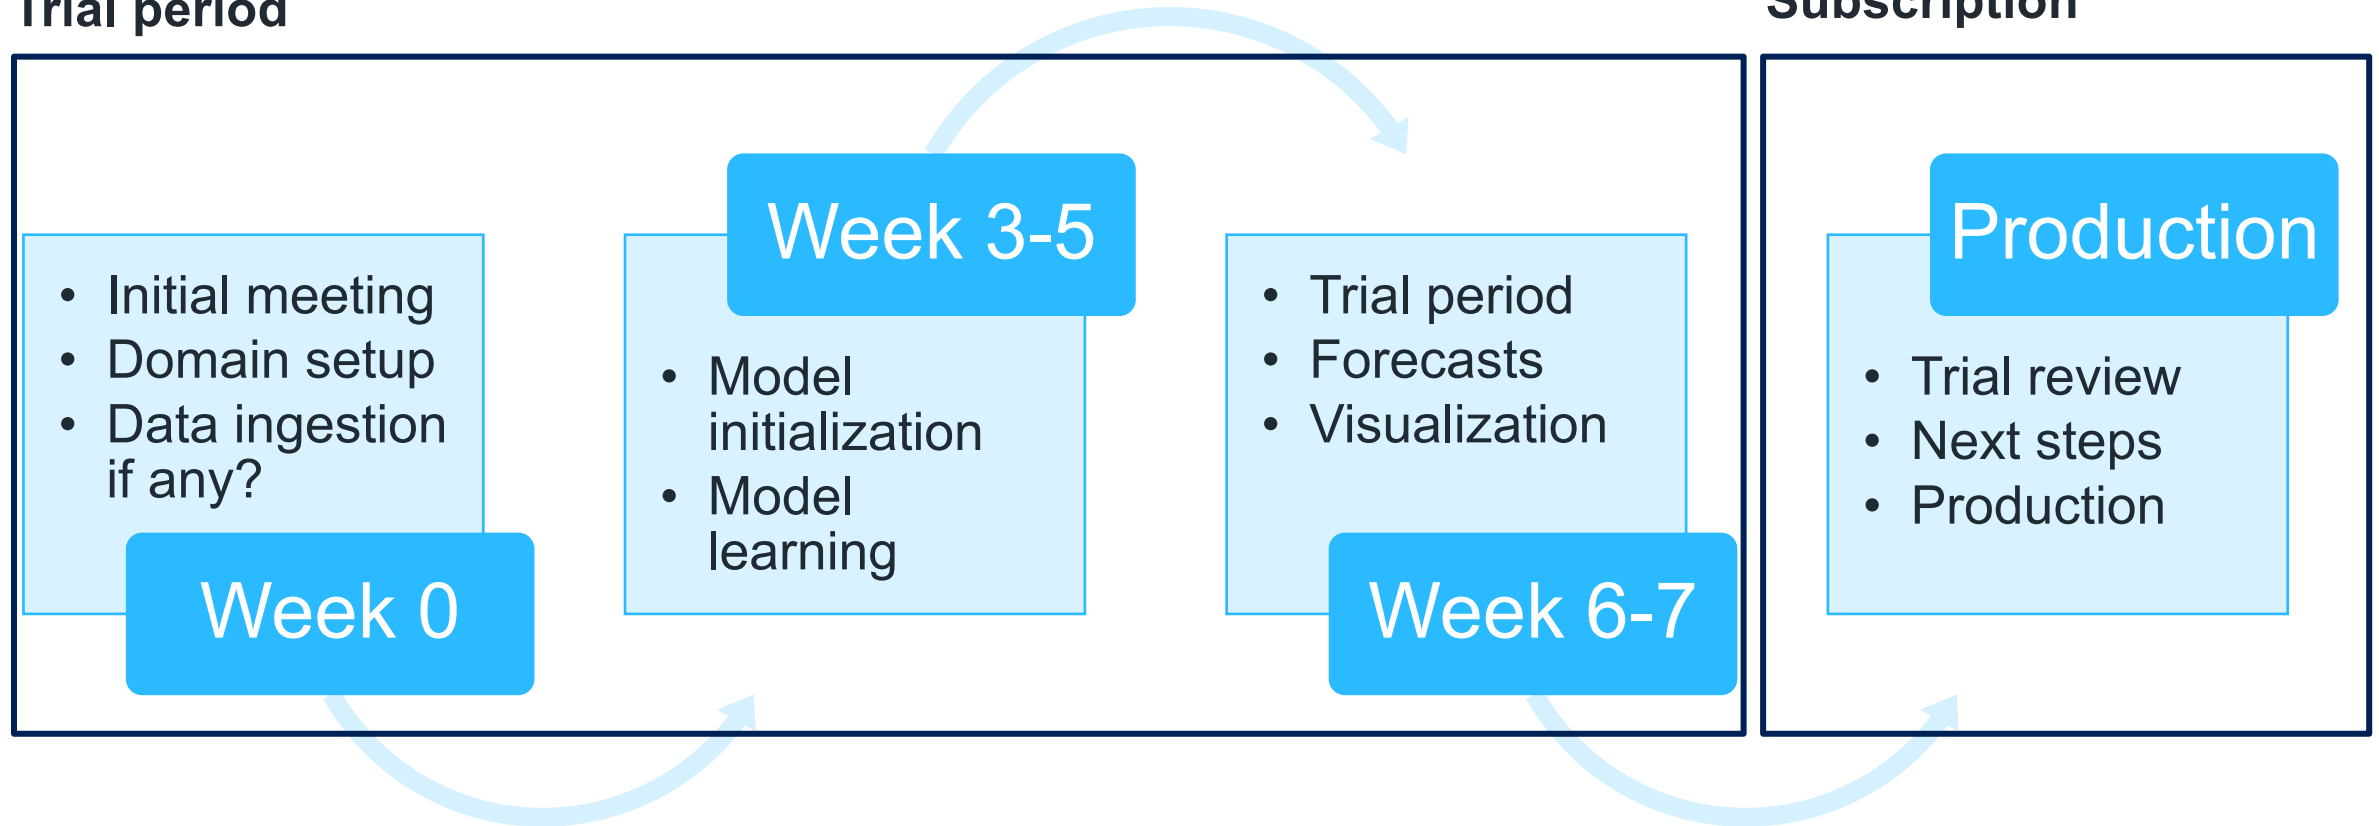 Trial period
Subscription
• Initial meeting
• Domain setup
• Data ingestion
if any?
Week 0
Week 3-5
• Model
initialization
• Model
learning
• Trial period
• Forecasts
• Visualization
Week 6-7
Production
• Trial review
• Next steps
• Production